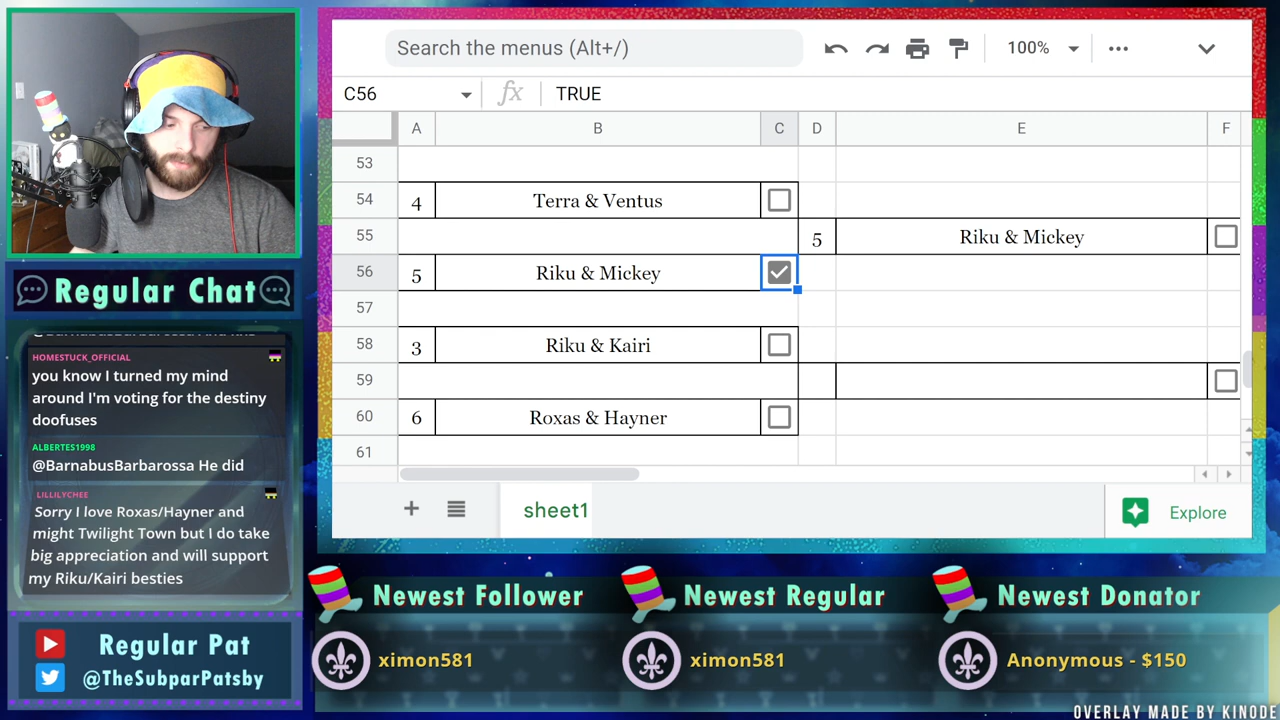 Search the menus (Alt+/)
100%
C56
fx
TRUE
A B C D E F
53
54 4 Terra & Ventus
55 5 Riku & Mickey
56 5 Riku & Mickey
57
58 3 Riku & Kairi
59
60 6 Roxas & Hayner
61
sheet1
Explore
Regular Chat
HOMESTUCK_OFFICIAL
you know I turned my mind
around I'm voting for the destiny
doofuses
ALBERTES1998
@BarnabusBarbarossa He did
LILLILYCHEE
Sorry I love Roxas/Hayner and
might Twilight Town but I do take
big appreciation and will support
my Riku/Kairi besties
Regular Pat
@TheSubparPatsby
Newest Follower
ximon581
Newest Regular
ximon581
Newest Donator
Anonymous - $150
OVERLAY MADE BY KINODE